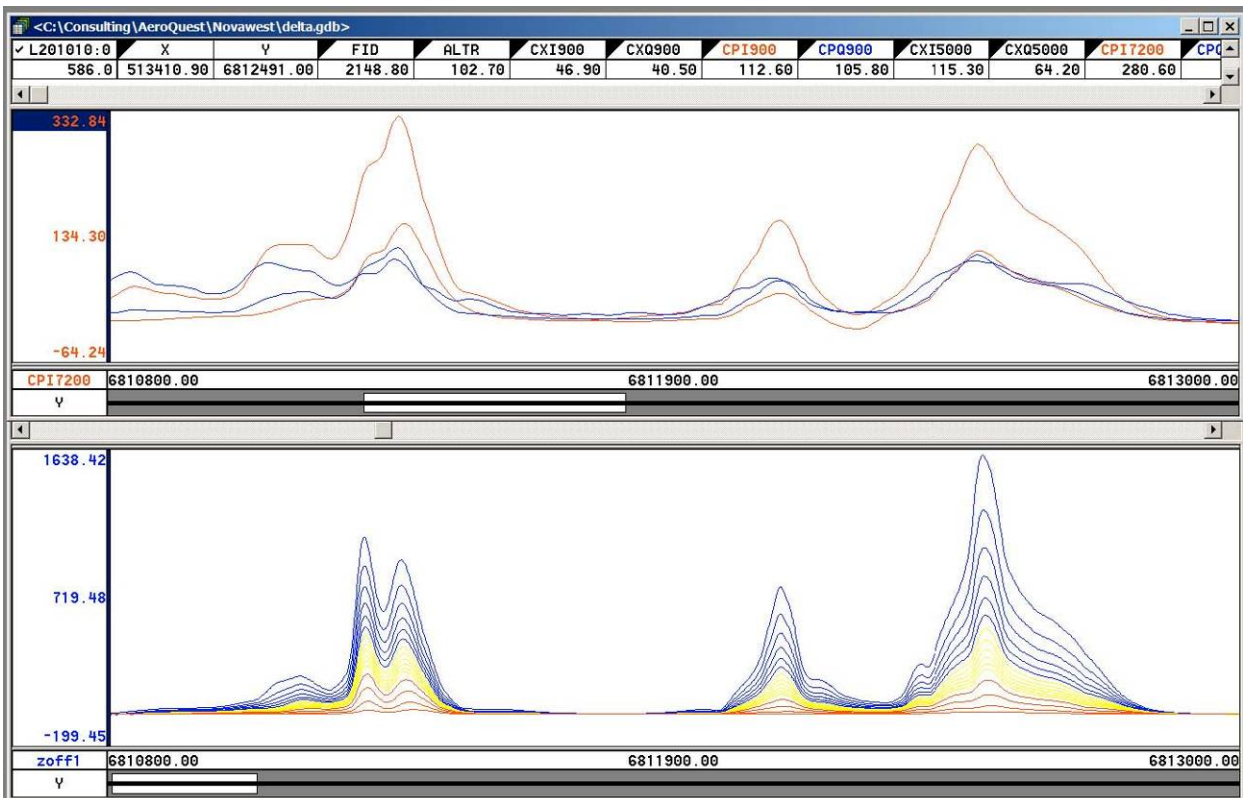 <C:\Consulting\AeroQuest\Novawest\delta.gdb>
✓ L201010:0 X Y FID ALTR CXI900 CXQ900 CPI900 CPQ900 CXI5000 CXQ5000 CPI7200
586.0 513410.90 6812491.00 2148.80 102.70 46.90 40.50 112.60 105.80 115.30 64.20 280.60
332.84
134.30
-64.24
CPI7200 6810800.00 6811900.00 6813000.00
Y
1638.42
719.48
-199.45
zoff1 6810800.00 6811900.00 6813000.00
Y